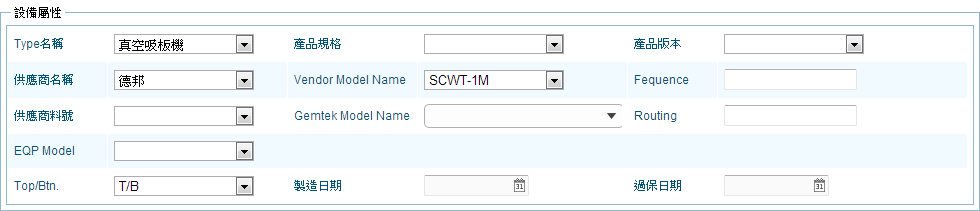 設備屬性
Type名稱 真空吸板機 產品規格 產品版本
供應商名稱 德邦 Vendor Model Name SCWT-1M Fequence
供應商料號 Gemtek Model Name Routing
EQP Model
Top/Btn. T/B 製造日期 31 過保日期 31